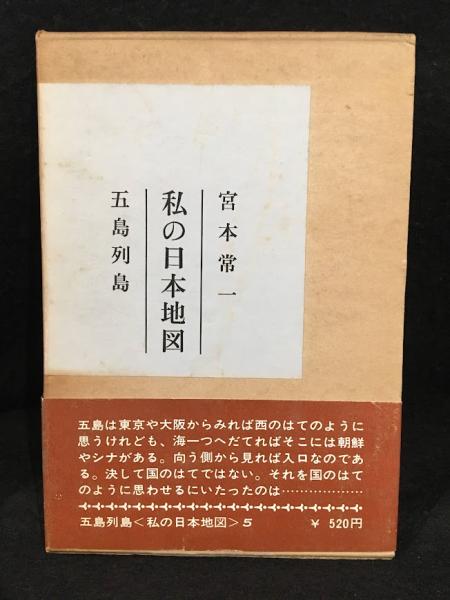 宮本常一
私の日本地図
五島列島
五島は東京や大阪からみれば西のはてのように
思うけれども、海一つへだてればそこには朝鮮
やシナがある。向う側から見れば入口なのであ
る。決して国のはてではない。それを国のはて
のように思わせるにいたったのは………………
五島列島<私の日本地図>5 ¥ 520円